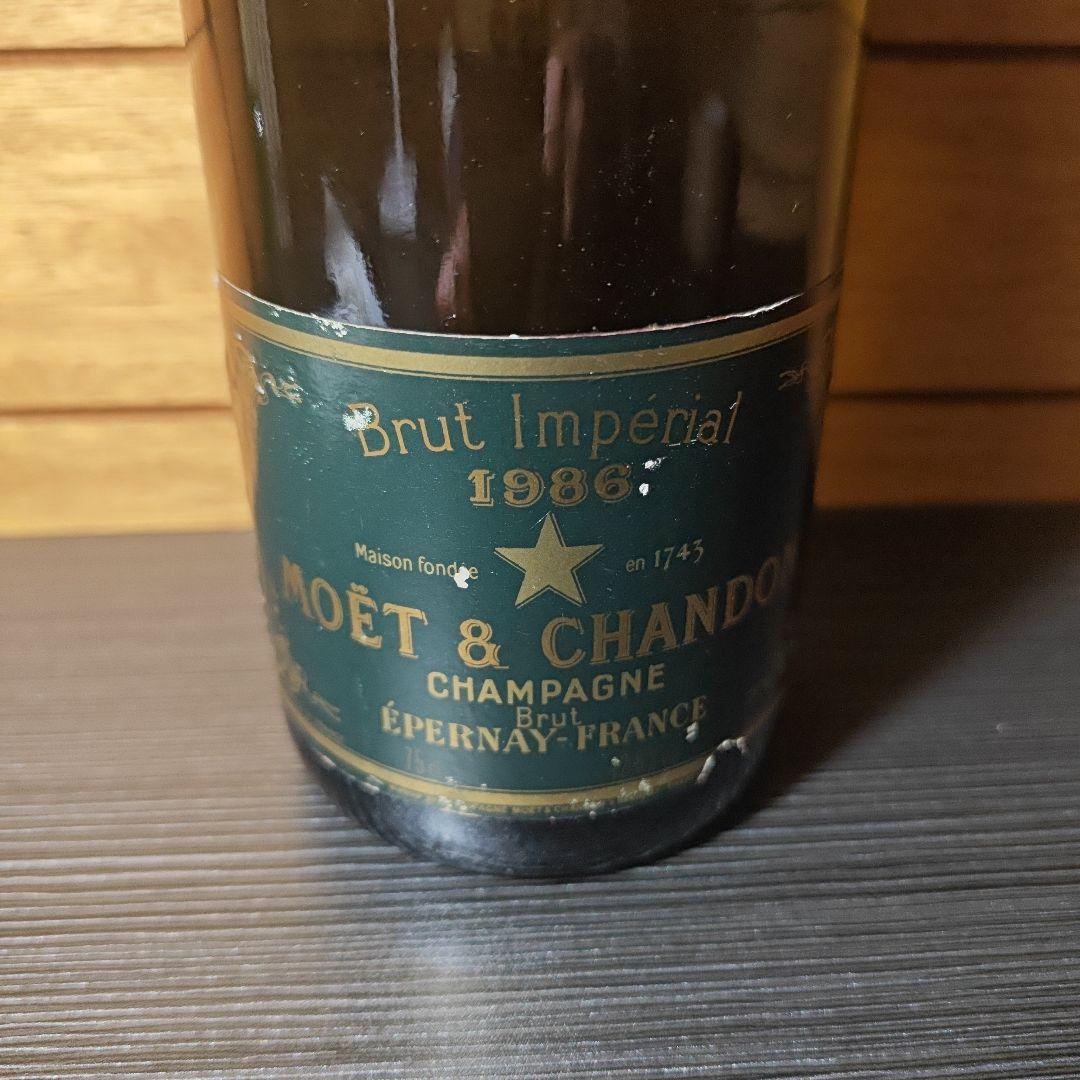 Brut Impérial
1986
Maison fondée en 1743
MOËT & CHANDON
CHAMPAGNE
Brut
ÉPERNAY-FRANCE